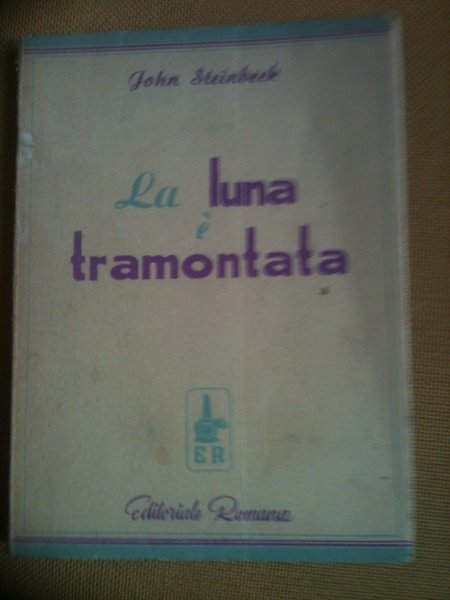 John Steinbeck
La luna
è
tramontata
ER
Editoriale Romana